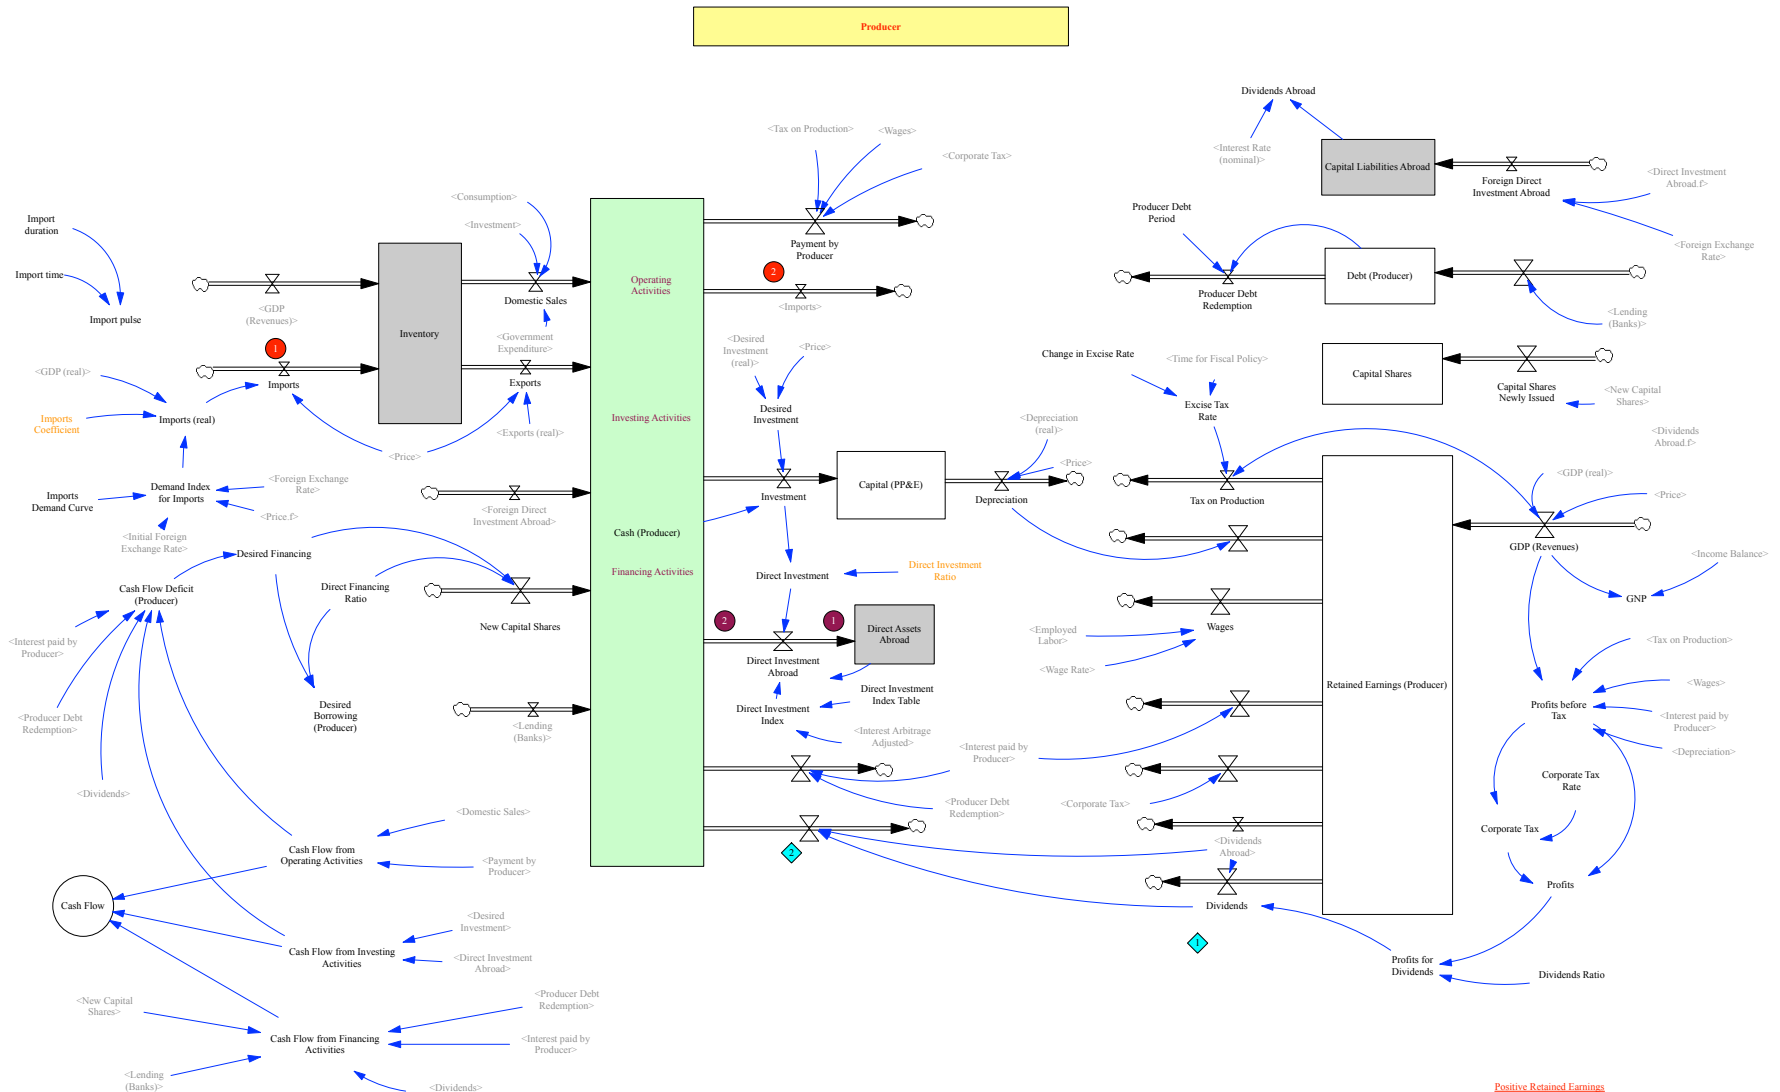 Producer
Dividends Abroad
<Interest Rate
(nominal)>
Capital Liabilities Abroad
Foreign Direct
Investment Abroad
<Direct Investment
Abroad.f>
<Foreign Exchange
Rate>
<Tax on Production>
<Wages>
<Corporate Tax>
Payment by
Producer
2
<Imports>
<Consumption>
<Investment>
Domestic Sales
<Government
Expenditure>
Exports
<Exports (real)>
Import
duration
Import time
Import pulse
<GDP
(Revenues)>
1
Imports
Inventory
<GDP (real)>
Imports
Coefficient
Imports (real)
<Price>
Imports
Demand Curve
Demand Index
for Imports
<Foreign Exchange
Rate>
<Price.f>
<Initial Foreign
Exchange Rate>
Operating
Activities
Investing Activities
Cash (Producer)
Financing Activities
Producer Debt
Period
Producer Debt
Redemption
Debt (Producer)
<Lending
(Banks)>
Capital Shares
Capital Shares
Newly Issued
<New Capital
Shares>
<Desired
Investment
(real)>
<Price>
Desired
Investment
Investment
Capital (PP&E)
<Depreciation
(real)>
<Price>
Depreciation
Change in Excise Rate
<Time for Fiscal Policy>
Excise Tax
Rate
Tax on Production
<Dividends
Abroad.f>
<GDP (real)>
<Price>
GDP (Revenues)
<Income Balance>
GNP
<Foreign Direct
Investment Abroad>
Desired Financing
Cash Flow Deficit
(Producer)
Direct Financing
Ratio
New Capital Shares
<Interest paid by
Producer>
<Producer Debt
Redemption>
<Dividends>
Desired
Borrowing
(Producer)
<Lending
(Banks)>
Direct Investment
Direct Investment
Ratio
2
1
Direct Assets
Abroad
Direct Investment
Abroad
Direct Investment
Index
Direct Investment
Index Table
<Interest Arbitrage
Adjusted>
<Employed
Labor>
<Wage Rate>
Wages
Retained Earnings (Producer)
<Interest paid by
Producer>
<Producer Debt
Redemption>
<Corporate Tax>
<Dividends
Abroad>
Dividends
2
1
<Tax on Production>
<Wages>
<Interest paid by
Producer>
<Depreciation>
Profits before
Tax
Corporate Tax
Rate
Corporate Tax
Profits
Profits for
Dividends
Dividends Ratio
<Domestic Sales>
Cash Flow from
Operating Activities
<Payment by
Producer>
Cash Flow
<Desired
Investment>
Cash Flow from Investing
Activities
<Direct Investment
Abroad>
<New Capital
Shares>
<Producer Debt
Redemption>
Cash Flow from Financing
Activities
<Interest paid by
Producer>
<Lending
(Banks)>
<Dividends>
Positive Retained Earnings